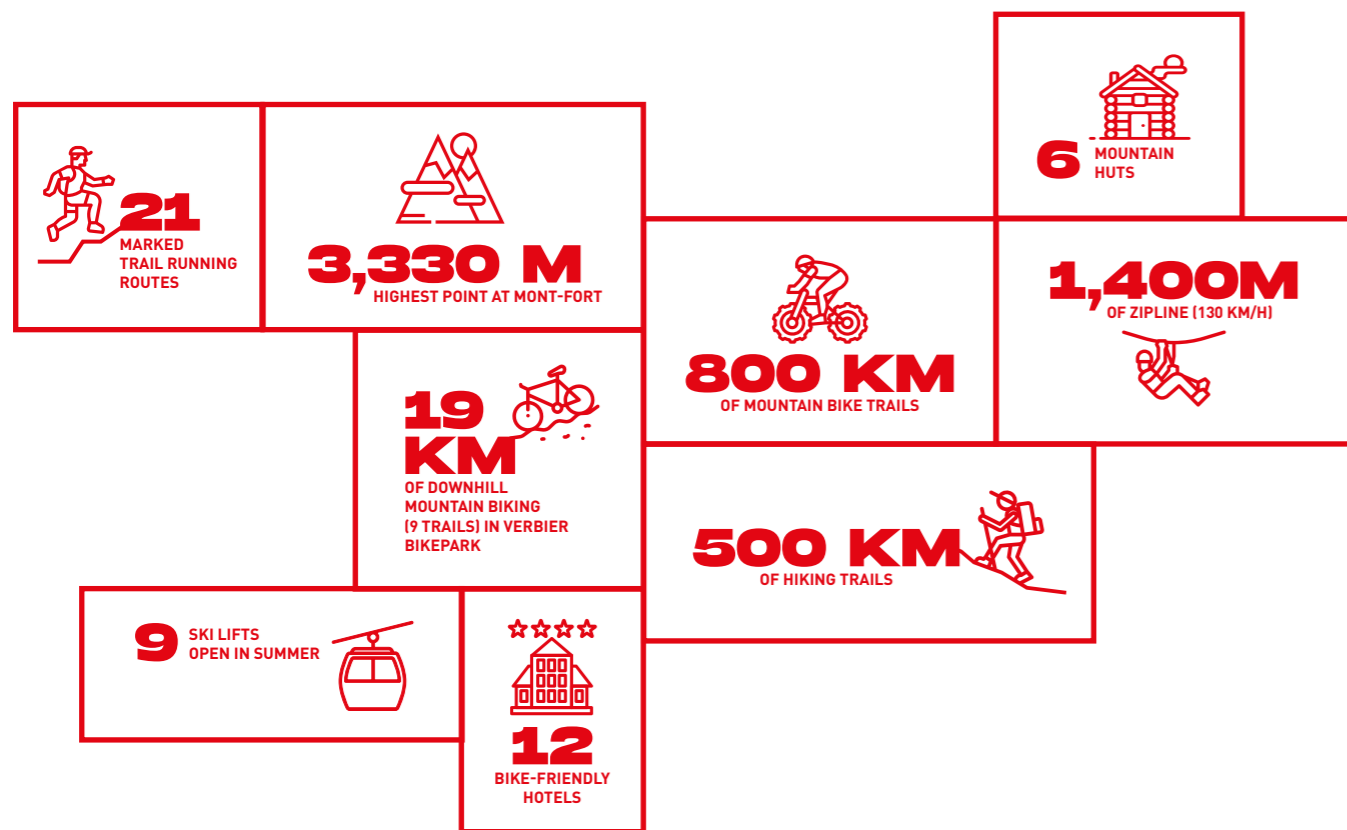 6
MOUNTAIN
HUTS
21
MARKED
TRAIL RUNNING
ROUTES
3,330 M
HIGHEST POINT AT MONT-FORT
800 KM
OF MOUNTAIN BIKE TRAILS
1,400M
OF ZIPLINE (130 KM/H)
19
KM
OF DOWNHILL
MOUNTAIN BIKING
(9 TRAILS) IN VERBIER
BIKEPARK
500 KM
OF HIKING TRAILS
9
SKI LIFTS
OPEN IN SUMMER
12
BIKE-FRIENDLY
HOTELS